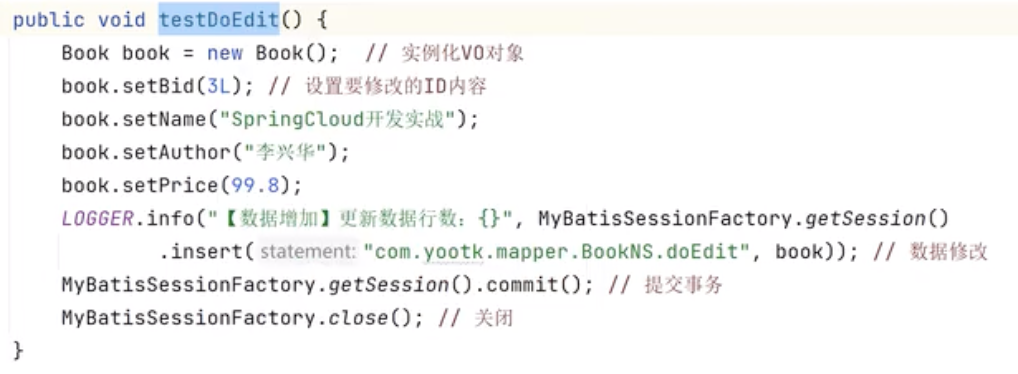 public void testDoEdit() {
Book book = new Book(); // 实例化VO对象
book.setBid(3L); // 设置要修改的ID内容
book.setName("SpringCloud开发实战");
book.setAuthor("李兴华");
book.setPrice(99.8);
LOGGER.info("【数据增加】更新数据行数：{}", MyBatisSessionFactory.getSession()
.insert( statement: "com.yootk.mapper.BookNS.doEdit", book)); // 数据修改
MyBatisSessionFactory.getSession().commit(); // 提交事务
MyBatisSessionFactory.close(); // 关闭
}